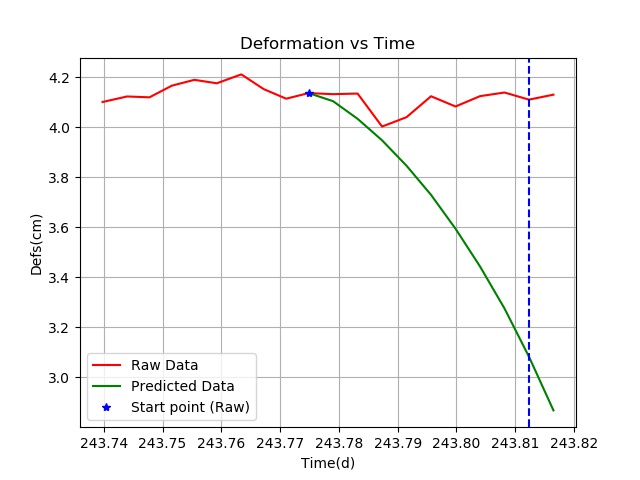 Deformation vs Time
Defs(cm)
4.2
4.0
3.8
3.6
3.4
3.2
3.0
Raw Data
Predicted Data
Start point (Raw)
243.74 243.75 243.76 243.77 243.78 243.79 243.80 243.81 243.82
Time(d)